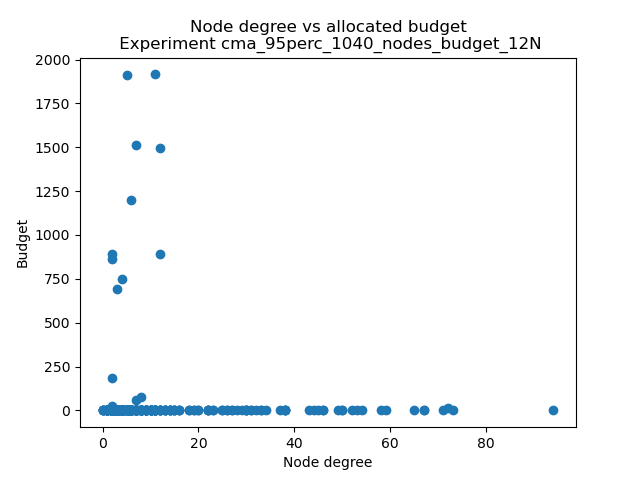 Node degree vs allocated budget
Experiment cma_95perc_1040_nodes_budget_12N
2000
1750
1500
1250
1000
750
500
250
0
Budget
0 20 40 60 80
Node degree